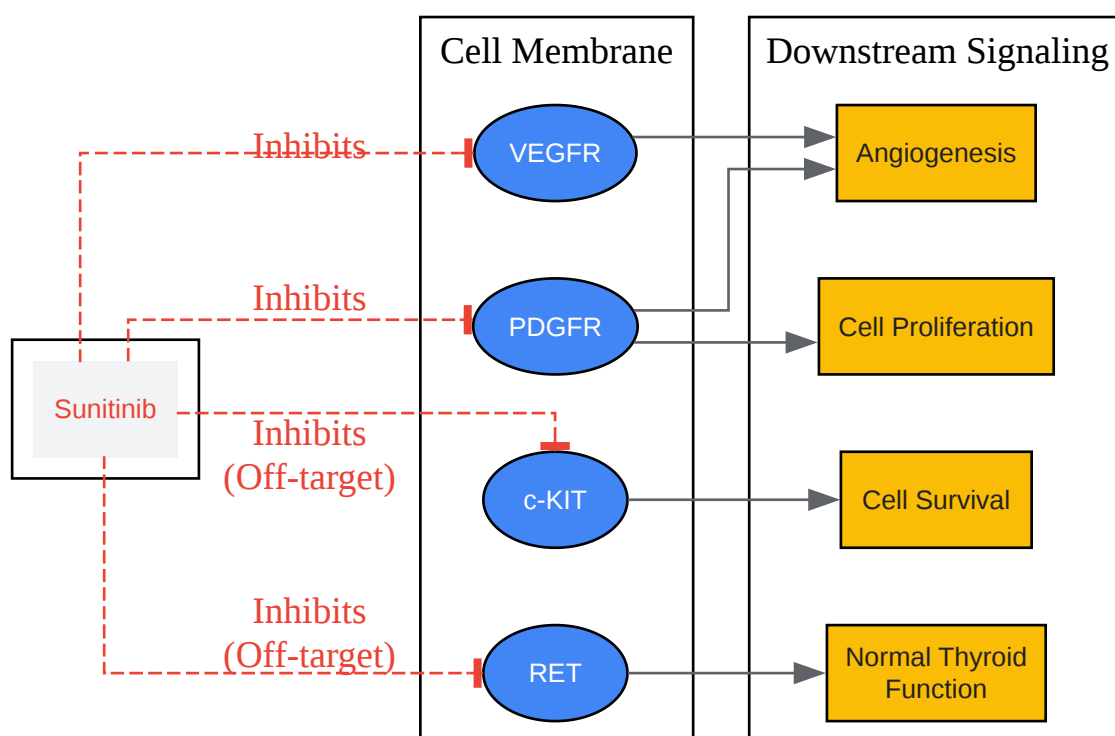 Cell Membrane
Downstream Signaling
Inhibits
VEGFR
Angiogenesis
Inhibits
PDGFR
Cell Proliferation
Sunitinib
Inhibits
(Off-target)
c-KIT
Cell Survival
Inhibits
(Off-target)
RET
Normal Thyroid
Function